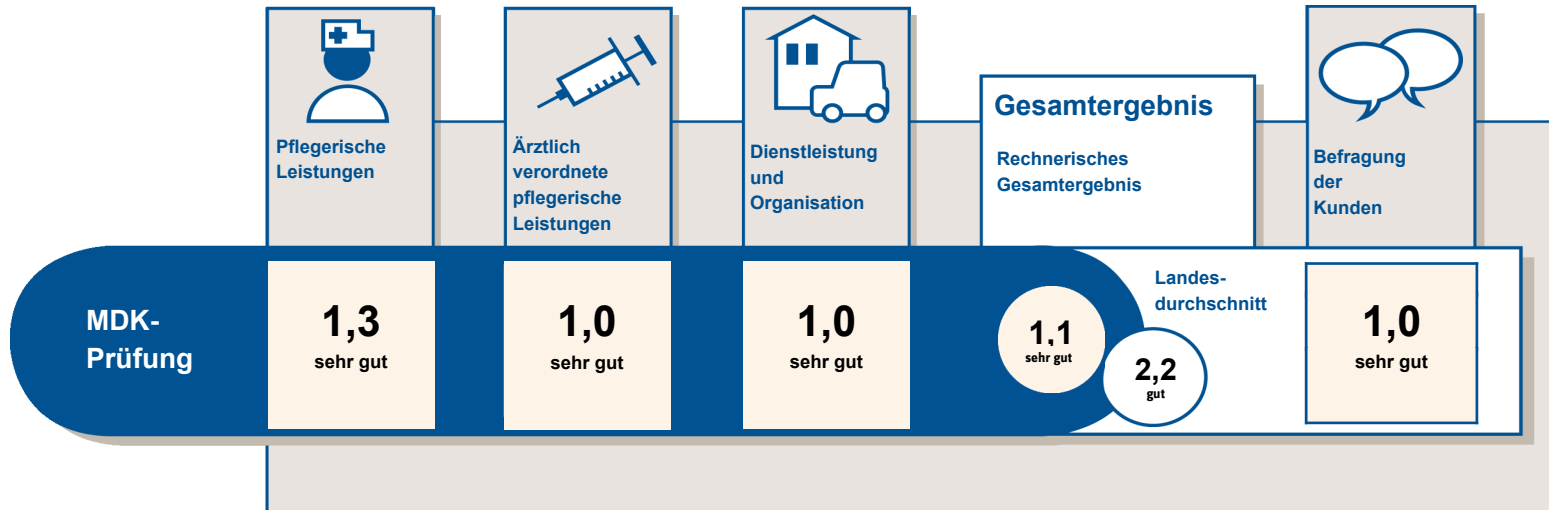 Pflegerische
Leistungen
Ärztlich
verordnete
pflegerische
Leistungen
Dienstleistung
und
Organisation
Gesamtergebnis
Rechnerisches
Gesamtergebnis
Befragung
der
Kunden
MDK-
Prüfung
1,3
sehr gut
1,0
sehr gut
1,0
sehr gut
1,1
sehr gut
Landes-
durchschnitt
2,2
gut
1,0
sehr gut